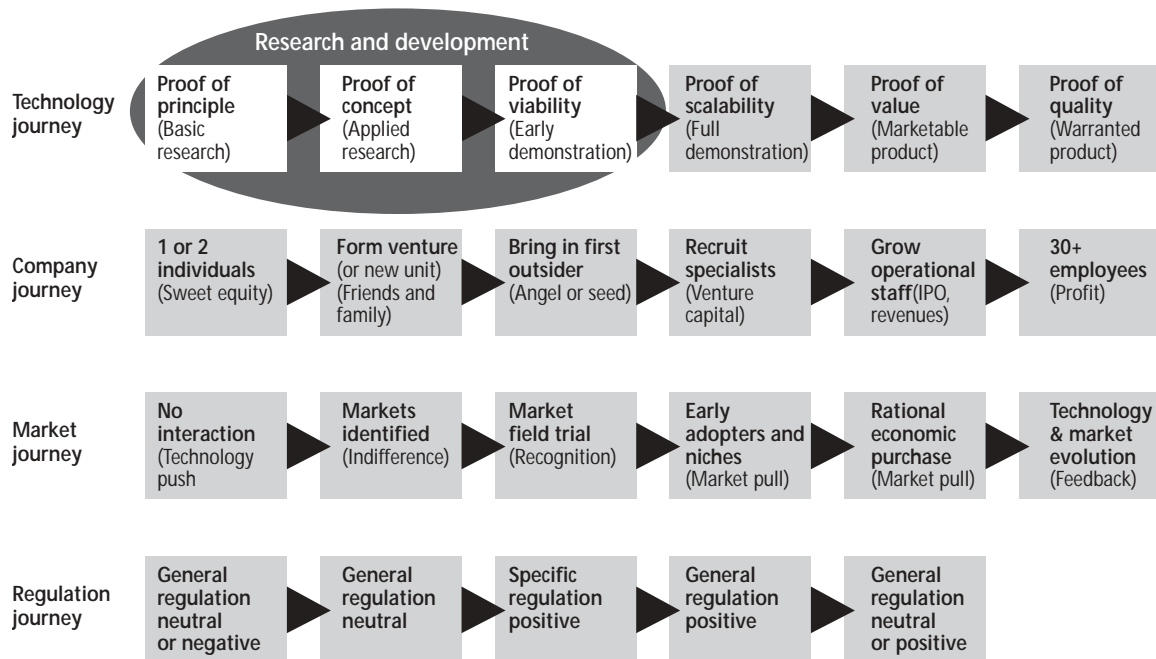 Research and development
Technology
journey
Proof of
principle
(Basic
research)
Proof of
concept
(Applied
research)
Proof of
viability
(Early
demonstration)
Proof of
scalability
(Full
demonstration)
Proof of
value
(Marketable
product)
Proof of
quality
(Warranted
product)
Company
journey
1 or 2
individuals
(Sweet equity)
Form venture
(or new unit)
(Friends and
family)
Bring in first
outsider
(Angel or seed)
Recruit
specialists
(Venture
capital)
Grow
operational
staff(IPO,
revenues)
30+
employees
(Profit)
Market
journey
No
interaction
(Technology
push
Markets
identified
(Indifference)
Market
field trial
(Recognition)
Early
adopters and
niches
(Market pull)
Rational
economic
purchase
(Market pull)
Technology
& market
evolution
(Feedback)
Regulation
journey
General
regulation
neutral
or negative
General
regulation
neutral
Specific
regulation
positive
General
regulation
positive
General
regulation
neutral
or positive